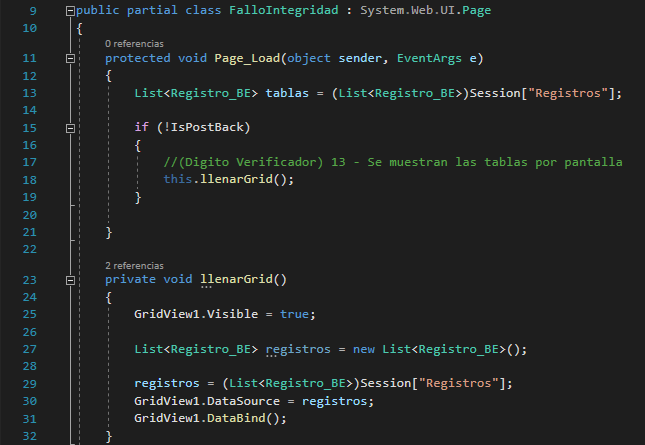 9 public partial class FalloIntegridad : System.Web.UI.Page
10 {
0 referencias
11 protected void Page_Load(object sender, EventArgs e)
12 {
13 List<Registro_BE> tablas = (List<Registro_BE>)Session["Registros"];
14
15 if (!IsPostBack)
16 {
17 //(Digito Verificador) 13 - Se muestran las tablas por pantalla
18 this.llenarGrid();
19 }
20
21 }
22
2 referencias
23 private void llenarGrid()
24 {
25 GridView1.Visible = true;
26
27 List<Registro_BE> registros = new List<Registro_BE>();
28
29 registros = (List<Registro_BE>)Session["Registros"];
30 GridView1.DataSource = registros;
31 GridView1.DataBind();
32 }